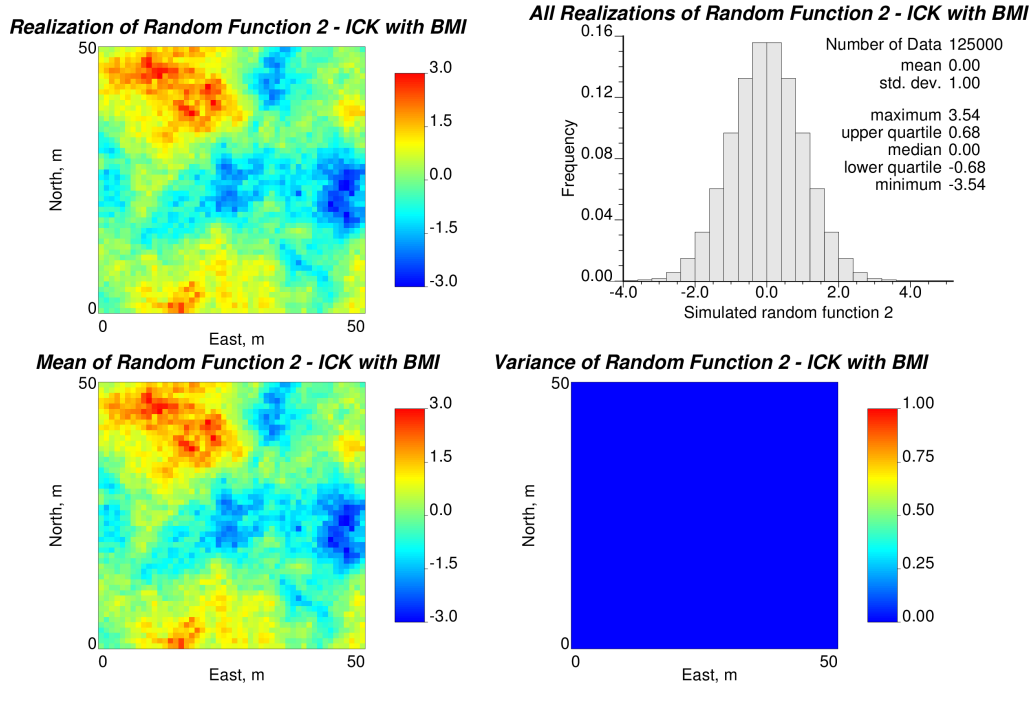 Realization of Random Function 2 - ICK with BMI
50
North, m
0
0
50
East, m
3.0
1.5
0.0
-1.5
-3.0
All Realizations of Random Function 2 - ICK with BMI
Frequency
0.16
0.12
0.08
0.04
0.00
-4.0
-2.0
0.0
2.0
4.0
Simulated random function 2
Number of Data 125000
mean 0.00
std. dev. 1.00
maximum 3.54
upper quartile 0.68
median 0.00
lower quartile -0.68
minimum -3.54
Mean of Random Function 2 - ICK with BMI
50
North, m
0
0
50
East, m
3.0
1.5
0.0
-1.5
-3.0
Variance of Random Function 2 - ICK with BMI
50
North, m
0
0
50
East, m
1.00
0.75
0.50
0.25
0.00